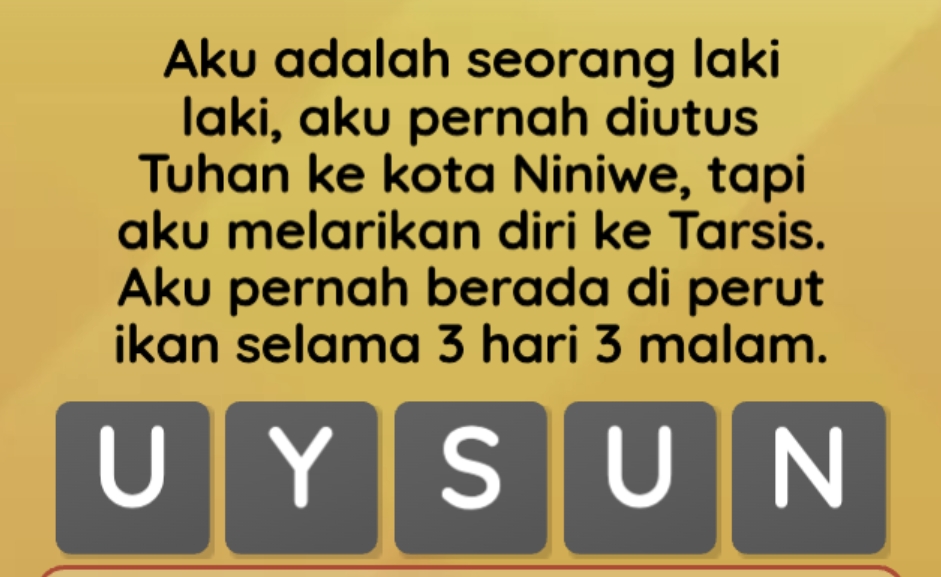 Aku adalah seorang laki
laki, aku pernah diutus
Tuhan ke kota Niniwe, tapi
aku melarikan diri ke Tarsis.
Aku pernah berada di perut
ikan selama 3 hari 3 malam.
U Y S U N